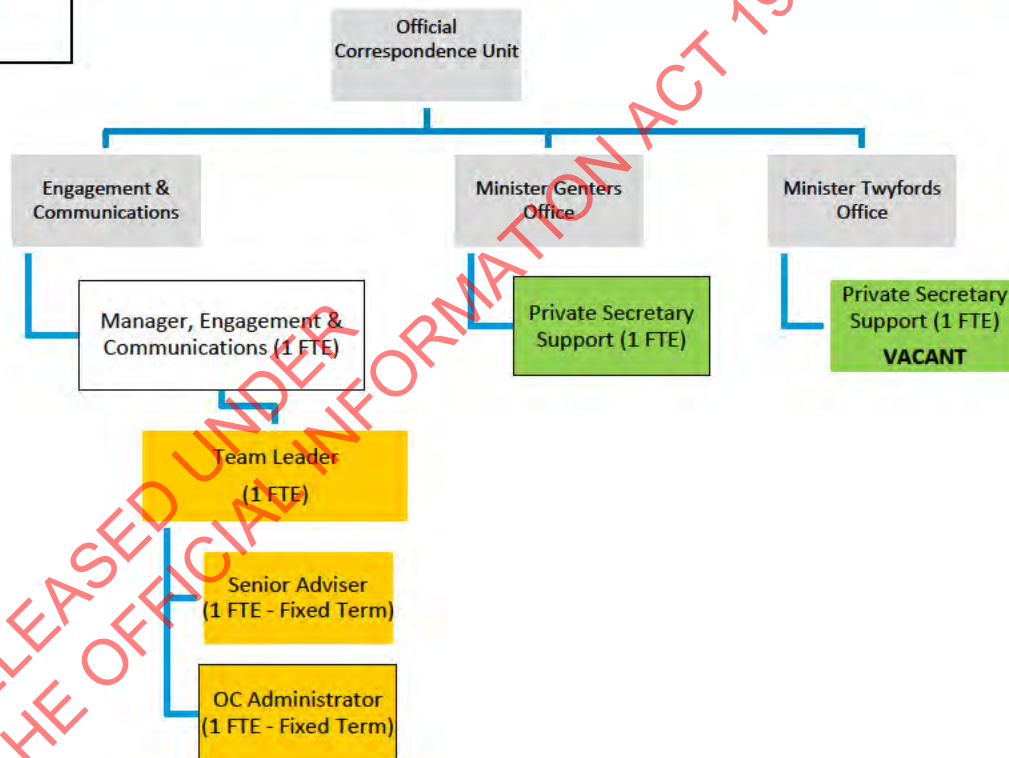 Official
Correspondence Unit
Engagement &
Communications
Minister Genters
Office
Minister Twyfords
Office
Manager, Engagement &
Communications (1 FTE)
Private Secretary
Support (1 FTE)
Private Secretary
Support (1 FTE)
VACANT
Team Leader
(1 FTE)
Senior Adviser
(1 FTE - Fixed Term)
OC Administrator
(1 FTE - Fixed Term)
UNDER
OFFICIAL INFORMATION ACT